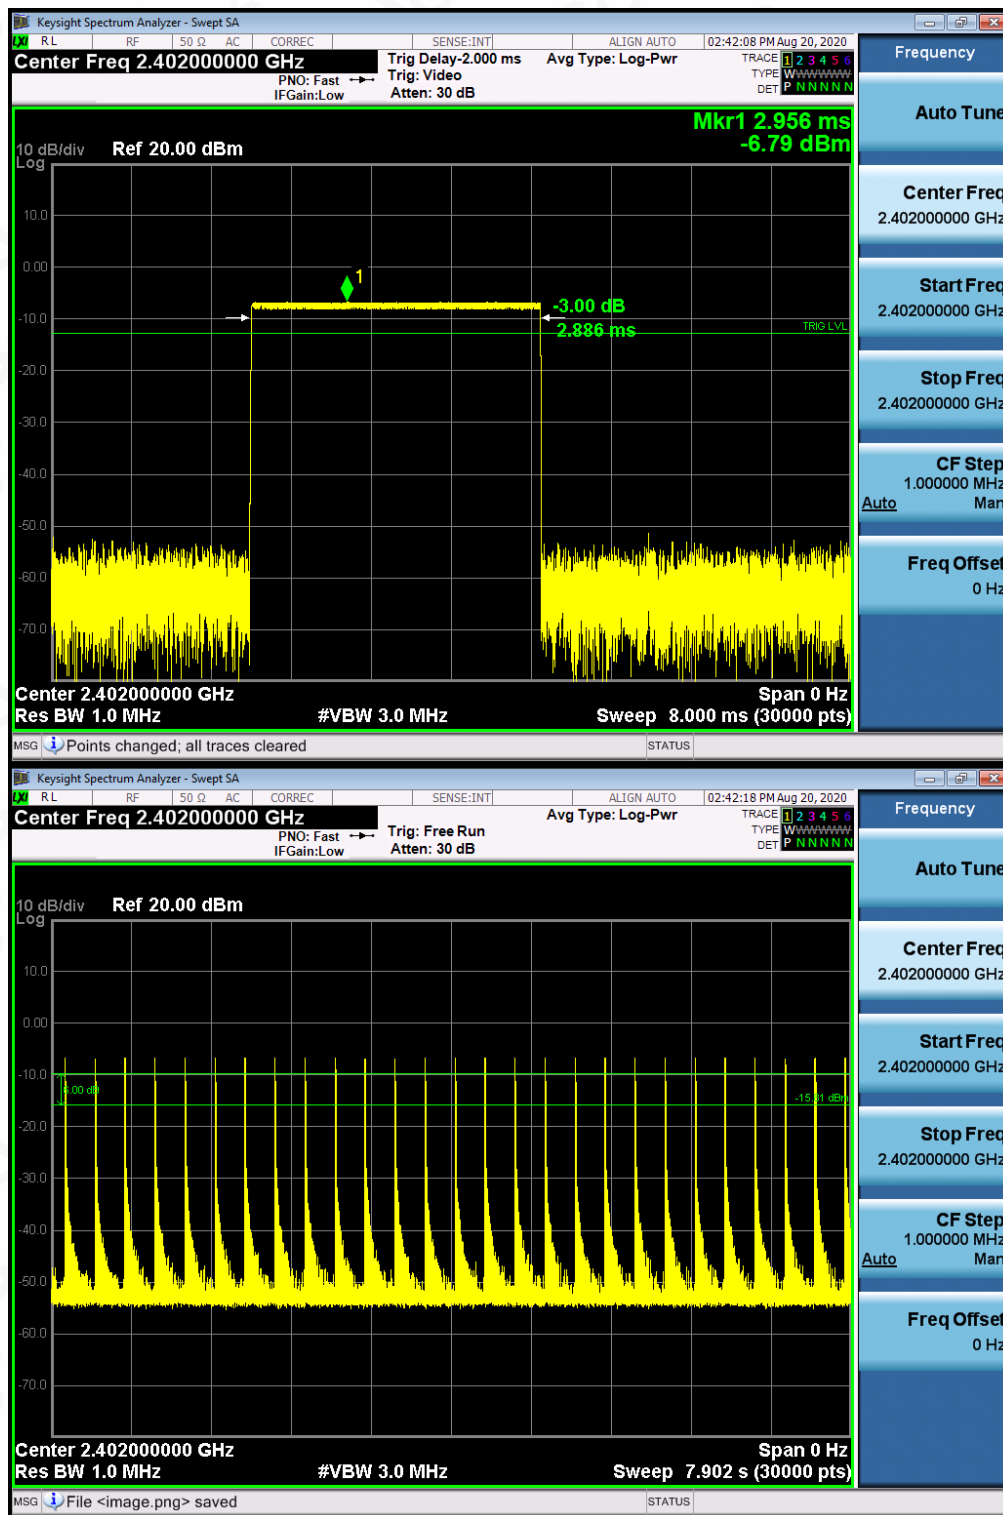 Keysight Spectrum Analyzer - Swept SA
LXI RL RF 50 Ω AC CORREC SENSE:INT ALIGN AUTO 02:42:08 PM Aug 20, 2020
Center Freq 2.402000000 GHz Trig Delay-2.000 ms Avg Type: Log-Pwr TRACE 1 2 3 4 5 6
PNO: Fast Trig: Video TYPE WWWWWW
IFGain:Low Atten: 30 dB DET P N N N N N
Frequency
Mkr1 2.956 ms
-6.79 dBm
10 dB/div Ref 20.00 dBm
Log
10.0
0.00
-10.0
-20.0
-30.0
-40.0
-50.0
-60.0
-70.0
1
-3.00 dB
2.886 ms
TRIG LVL
Auto Tune
Center Freq
2.402000000 GHz
Start Freq
2.402000000 GHz
Stop Freq
2.402000000 GHz
CF Step
1.000000 MHz
Auto Man
Freq Offset
0 Hz
Center 2.402000000 GHz Span 0 Hz
Res BW 1.0 MHz #VBW 3.0 MHz Sweep 8.000 ms (30000 pts)
MSG Points changed; all traces cleared STATUS
Keysight Spectrum Analyzer - Swept SA
LXI RL RF 50 Ω AC CORREC SENSE:INT ALIGN AUTO 02:42:18 PM Aug 20, 2020
Center Freq 2.402000000 GHz Avg Type: Log-Pwr TRACE 1 2 3 4 5 6
PNO: Fast Trig: Free Run TYPE WWWWWW
IFGain:Low Atten: 30 dB DET P N N N N N
Frequency
10 dB/div Ref 20.00 dBm
Log
10.0
0.00
-10.0
-20.0
-30.0
-40.0
-50.0
-60.0
-70.0
6.00 dB
-15.81 dBm
Auto Tune
Center Freq
2.402000000 GHz
Start Freq
2.402000000 GHz
Stop Freq
2.402000000 GHz
CF Step
1.000000 MHz
Auto Man
Freq Offset
0 Hz
Center 2.402000000 GHz Span 0 Hz
Res BW 1.0 MHz #VBW 3.0 MHz Sweep 7.902 s (30000 pts)
MSG File <image.png> saved STATUS